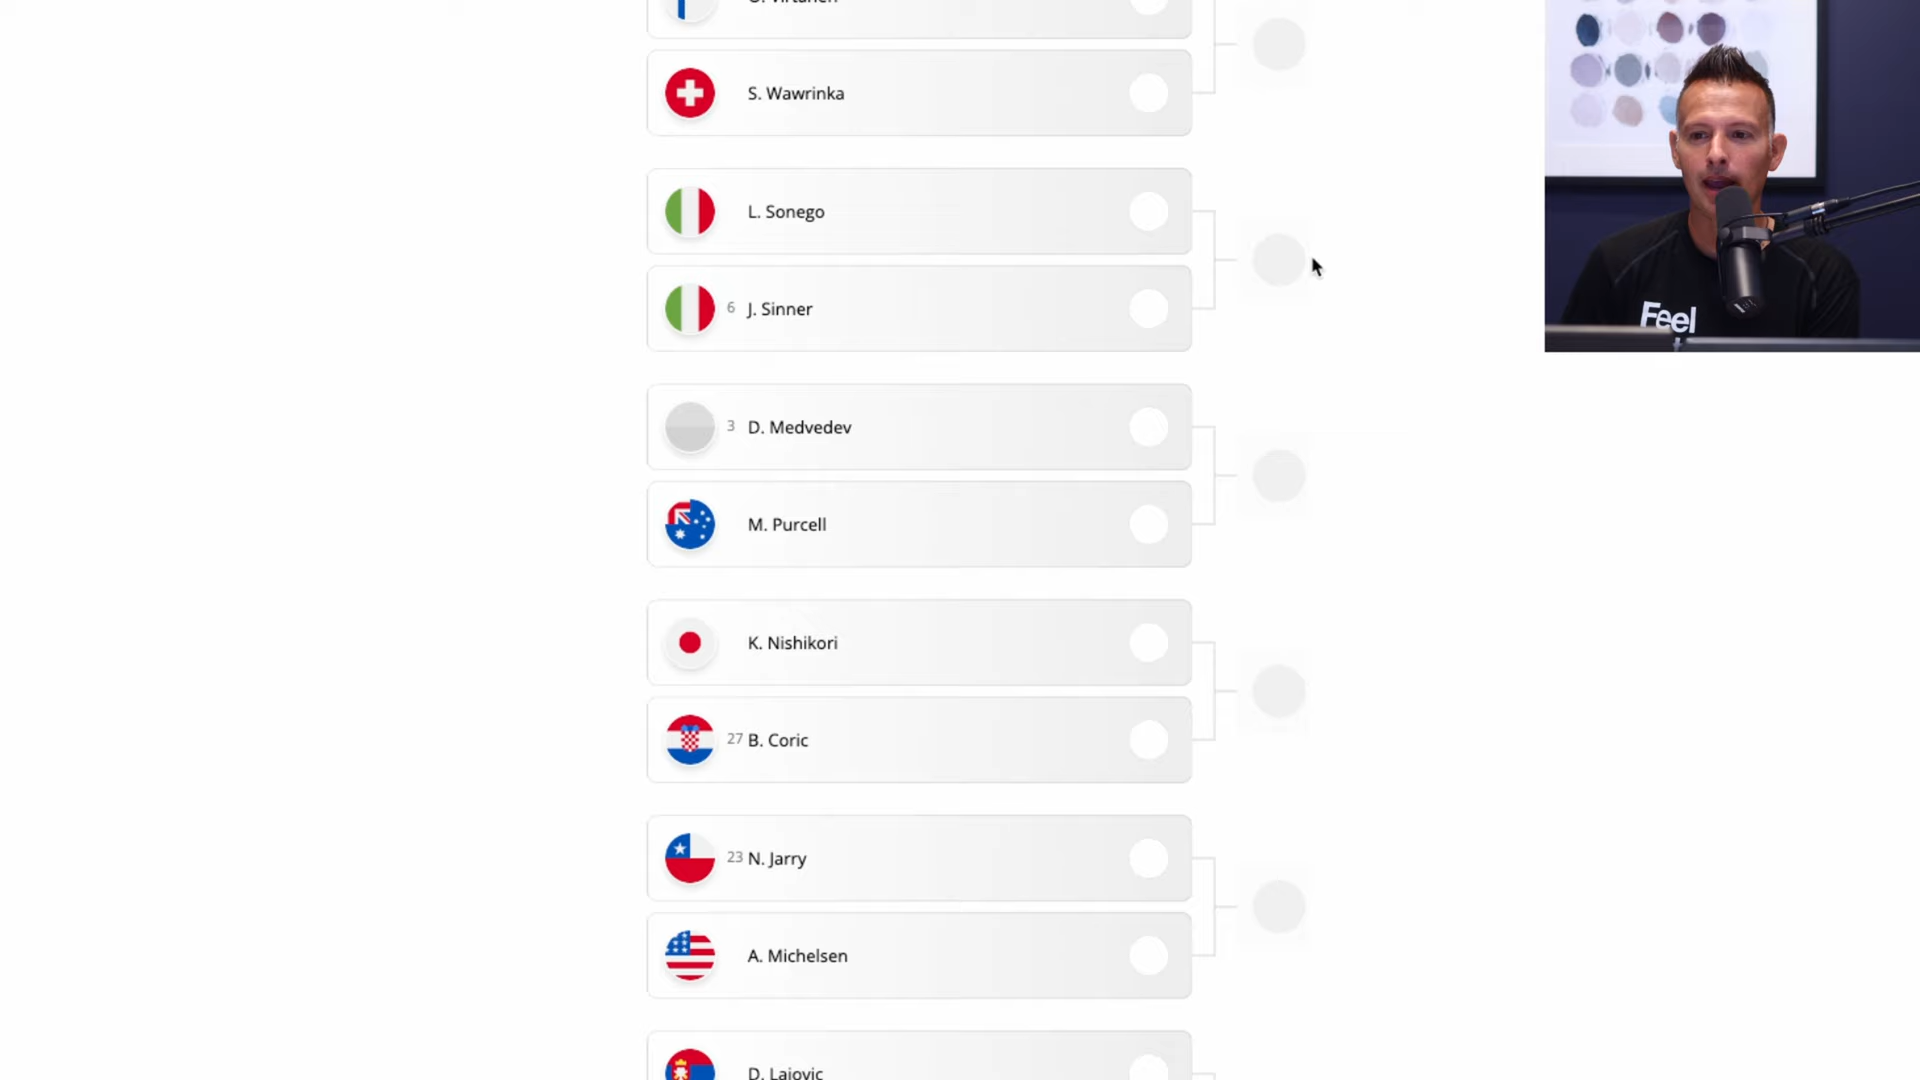 S. Wawrinka
L. Sonego
6 J. Sinner
3 D. Medvedev
M. Purcell
K. Nishikori
27 B. Coric
23 N. Jarry
A. Michelsen
D. Lajovic
Feel